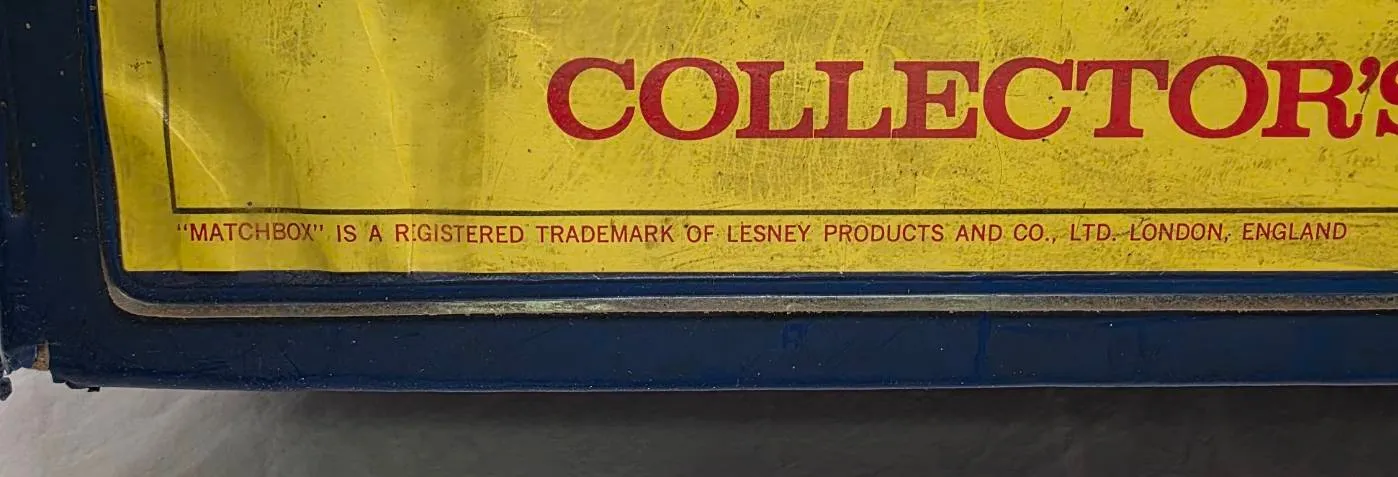 COLLECTOR'S
"MATCHBOX" IS A REGISTERED TRADEMARK OF LESNEY PRODUCTS AND CO., LTD. LONDON, ENGLAND